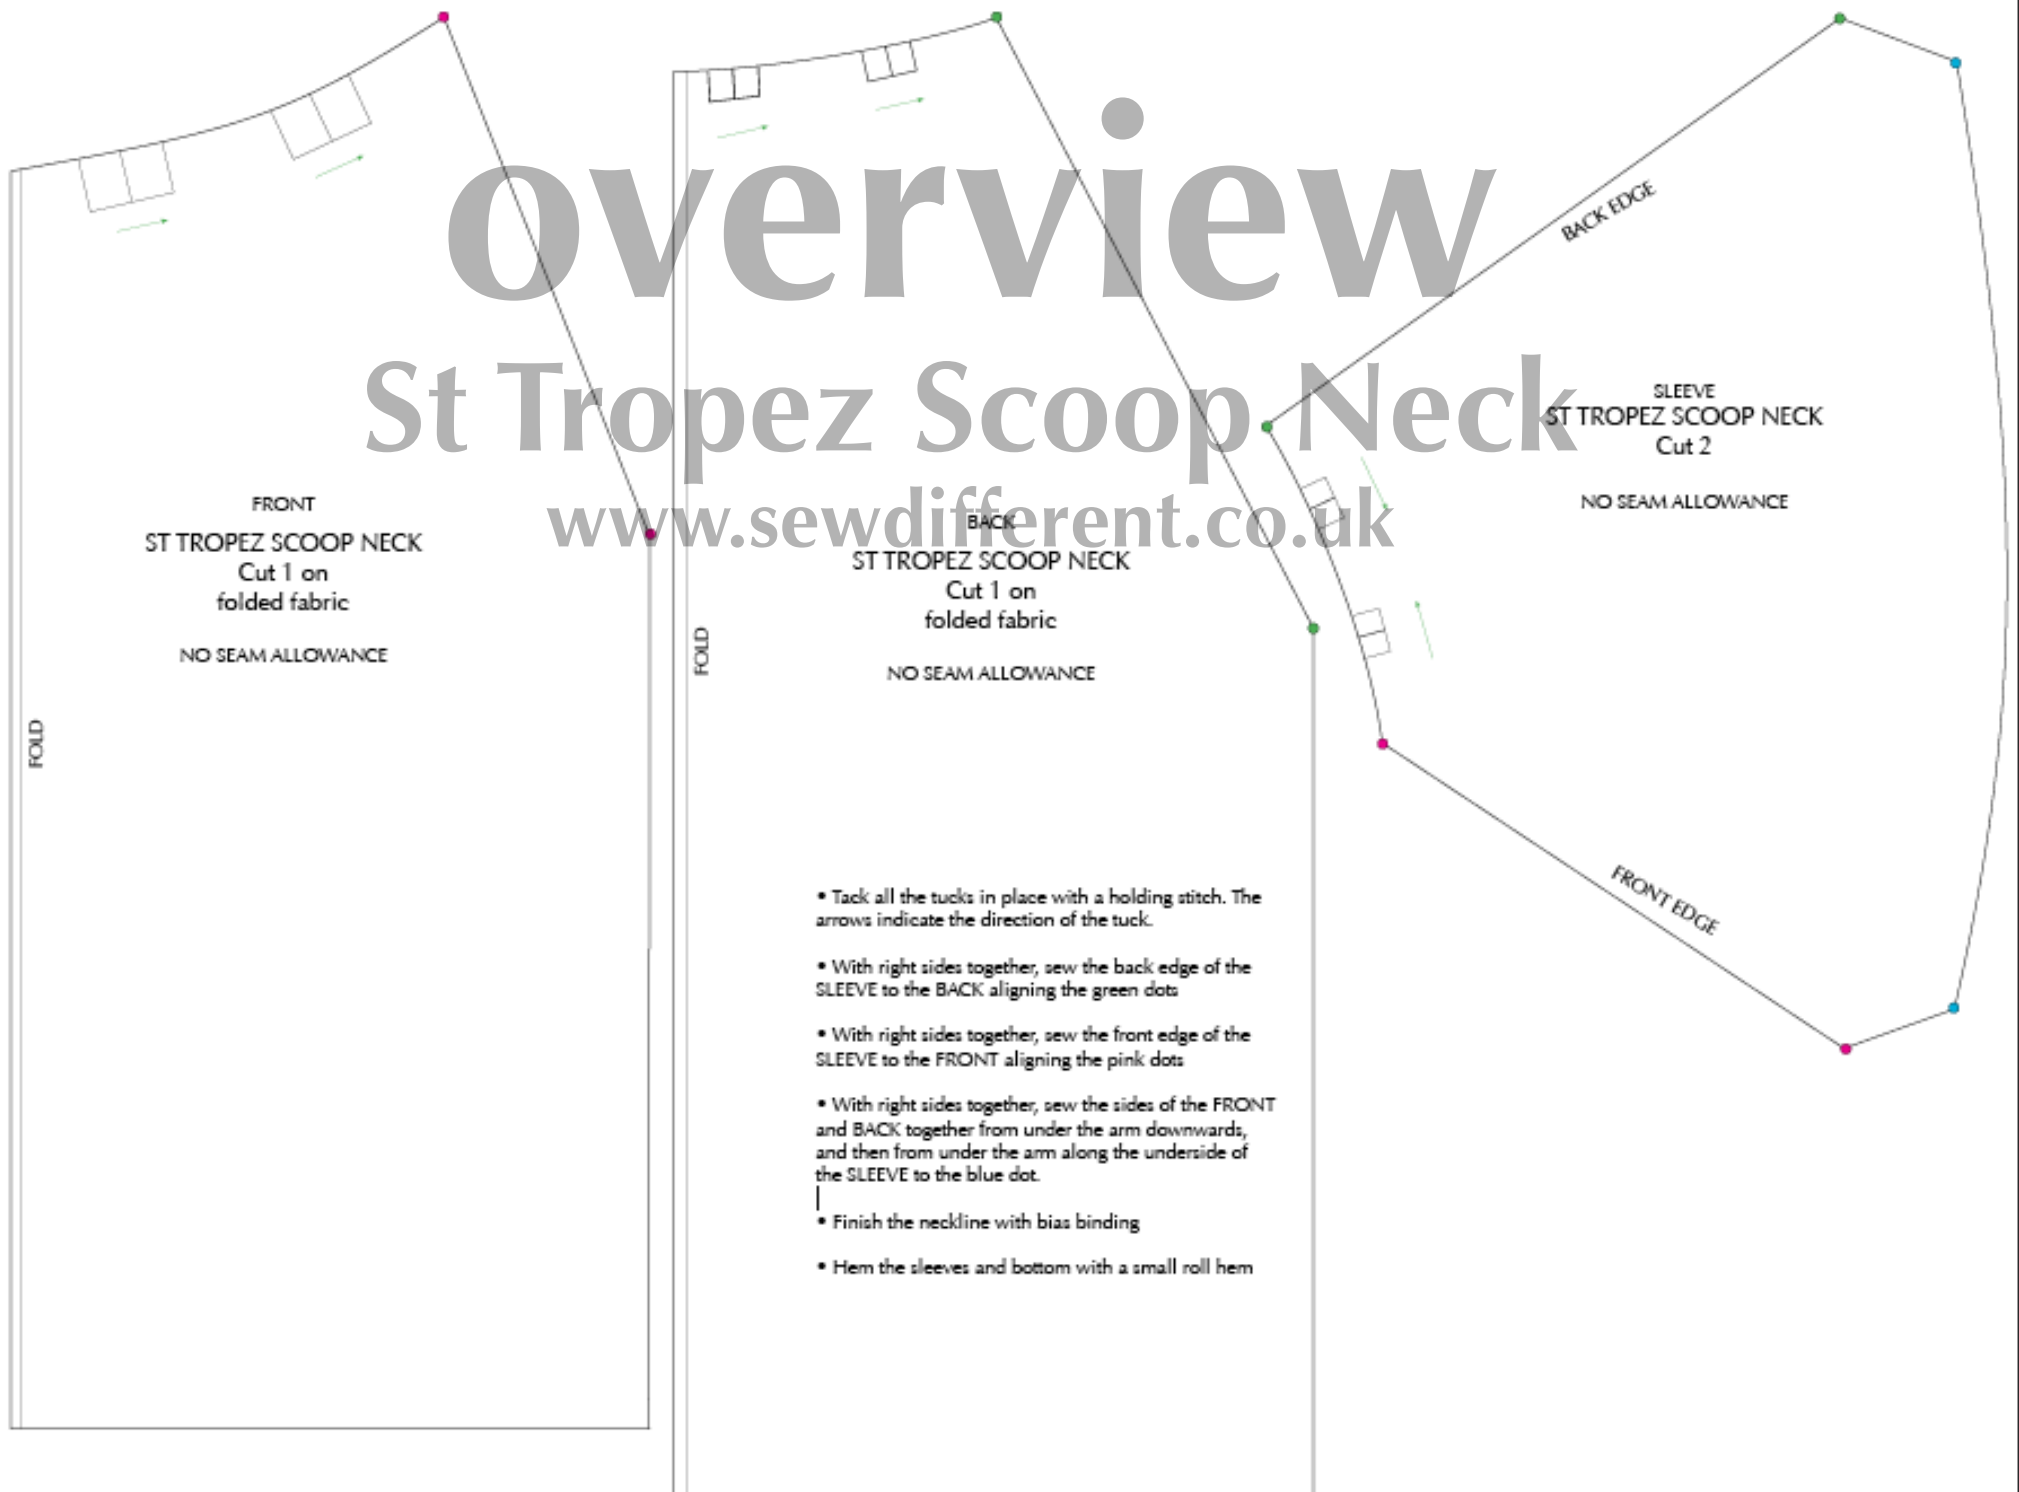 overview
St Tropez Scoop Neck
www.sewdifferent.co.uk
FRONT
ST TROPEZ SCOOP NECK
Cut 1 on
folded fabric
NO SEAM ALLOWANCE
FOLD
BACK
ST TROPEZ SCOOP NECK
Cut 1 on
folded fabric
NO SEAM ALLOWANCE
FOLD
• Tack all the tucks in place with a holding stitch. The
arrows indicate the direction of the tuck.
• With right sides together, sew the back edge of the
SLEEVE to the BACK aligning the green dots
• With right sides together, sew the front edge of the
SLEEVE to the FRONT aligning the pink dots
• With right sides together, sew the sides of the FRONT
and BACK together from under the arm downwards,
and then from under the arm along the underside of
the SLEEVE to the blue dot.
• Finish the neckline with bias binding
• Hem the sleeves and bottom with a small roll hem
BACK EDGE
SLEEVE
ST TROPEZ SCOOP NECK
Cut 2
NO SEAM ALLOWANCE
FRONT EDGE